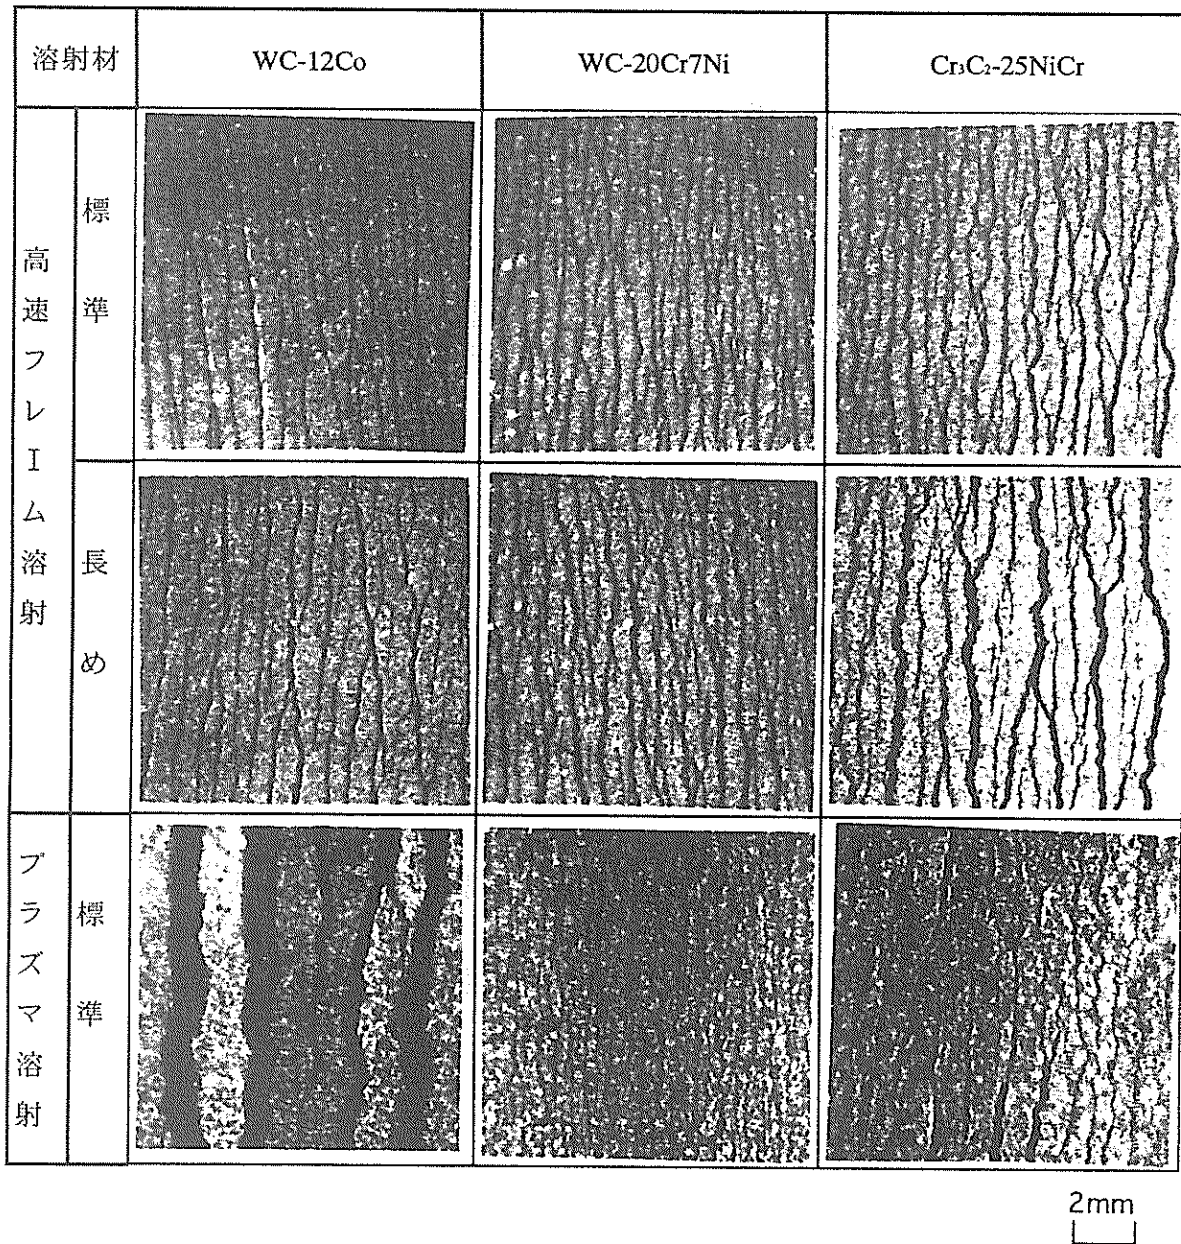 溶射材
WC-12Co
WC-20Cr7Ni
Cr₃C₂-25NiCr
高速フレーム溶射
標準
長め
プラズマ溶射
標準
2mm